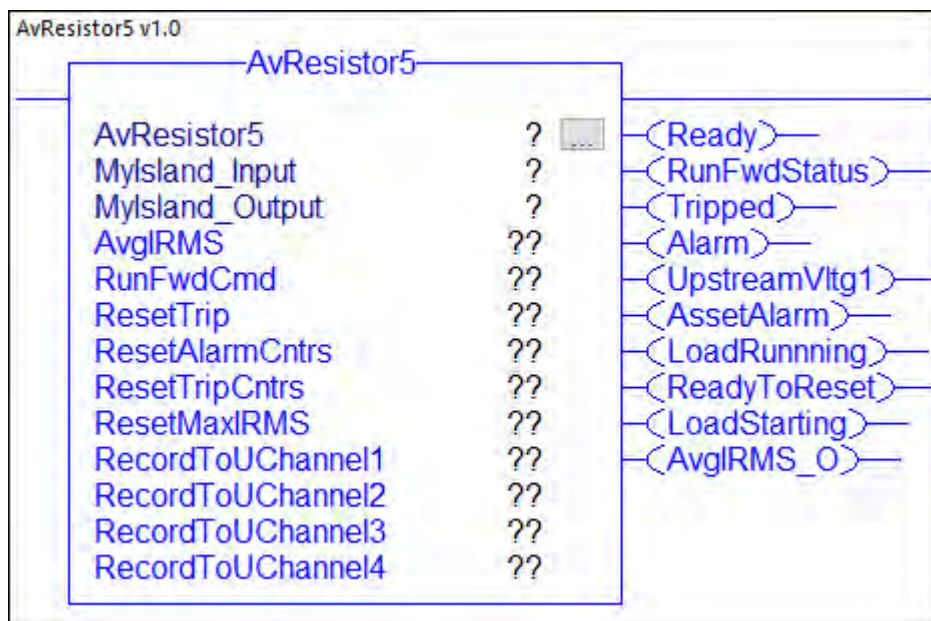 AvResistor5 v1.0
AvResistor5
AvResistor5 ? ... Ready
MyIsland_Input ? RunFwdStatus
MyIsland_Output ? Tripped
AvgIRMS ?? Alarm
RunFwdCmd ?? UpstreamVltg1
ResetTrip ?? AssetAlarm
ResetAlarmCntrs ?? LoadRunnning
ResetTripCntrs ?? ReadyToReset
ResetMaxIRMS ?? LoadStarting
RecordToUChannel1 ?? AvgIRMS_O
RecordToUChannel2 ??
RecordToUChannel3 ??
RecordToUChannel4 ??